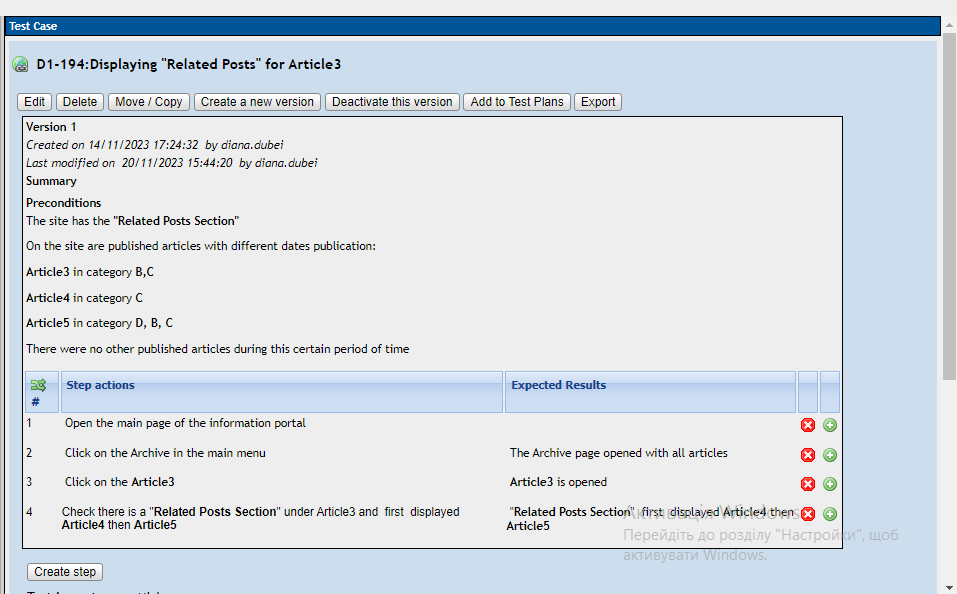 Test Case
D1-194:Displaying "Related Posts" for Article3
Edit Delete Move / Copy Create a new version Deactivate this version Add to Test Plans Export
Version 1
Created on 14/11/2023 17:24:32 by diana.dubei
Last modified on 20/11/2023 15:44:20 by diana.dubei
Summary
Preconditions
The site has the "Related Posts Section"
On the site are published articles with different dates publication:
Article3 in category B,C
Article4 in category C
Article5 in category D, B, C
There were no other published articles during this certain period of time
# Step actions Expected Results
1 Open the main page of the information portal
2 Click on the Archive in the main menu The Archive page opened with all articles
3 Click on the Article3 Article3 is opened
4 Check there is a "Related Posts Section" under Article3 and first displayed "Related Posts Section" first displayed Article4 then
Article4 then Article5 Article5
Активація Windows
Перейдіть до розділу "Настройки", щоб
активувати Windows.
Create step